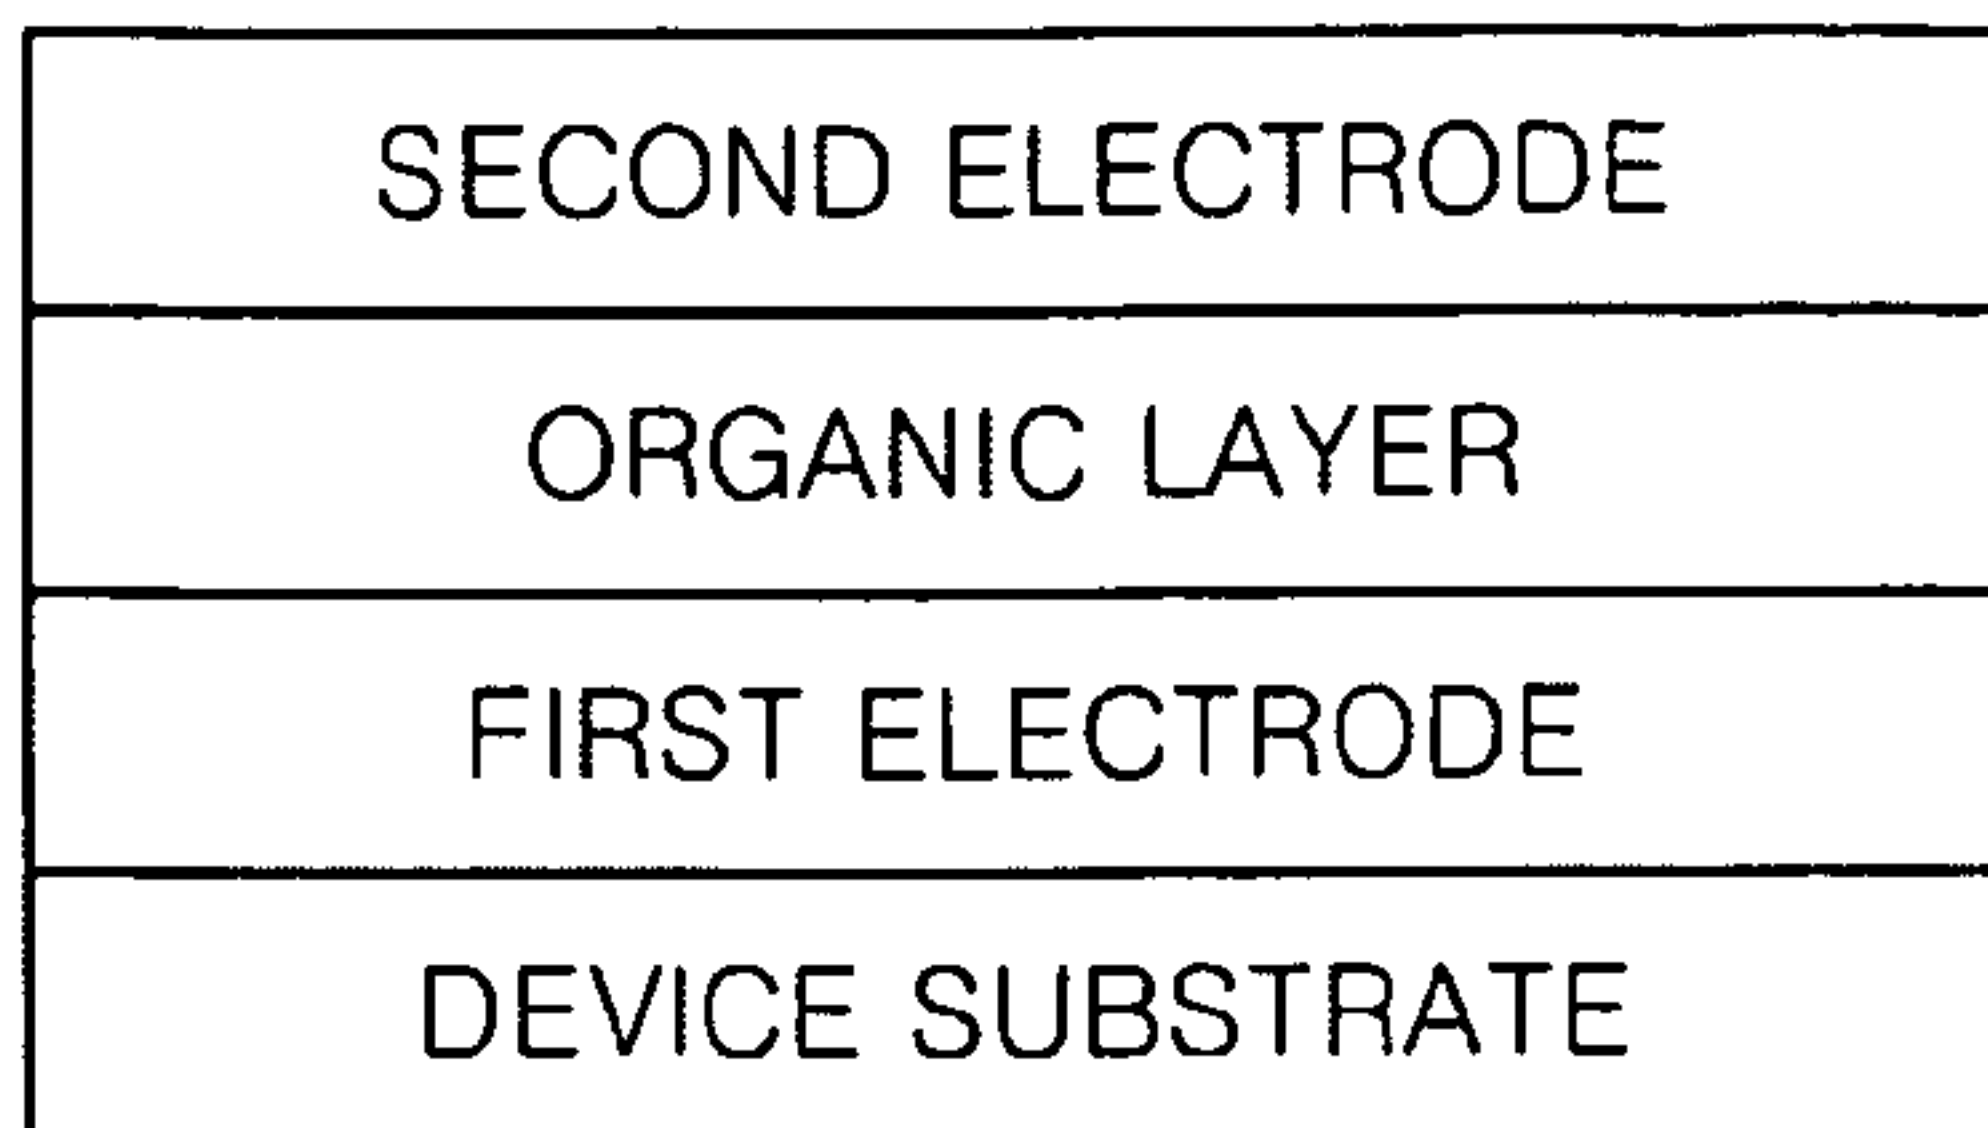 SECOND ELECTRODE
ORGANIC LAYER
FIRST ELECTRODE
DEVICE SUBSTRATE